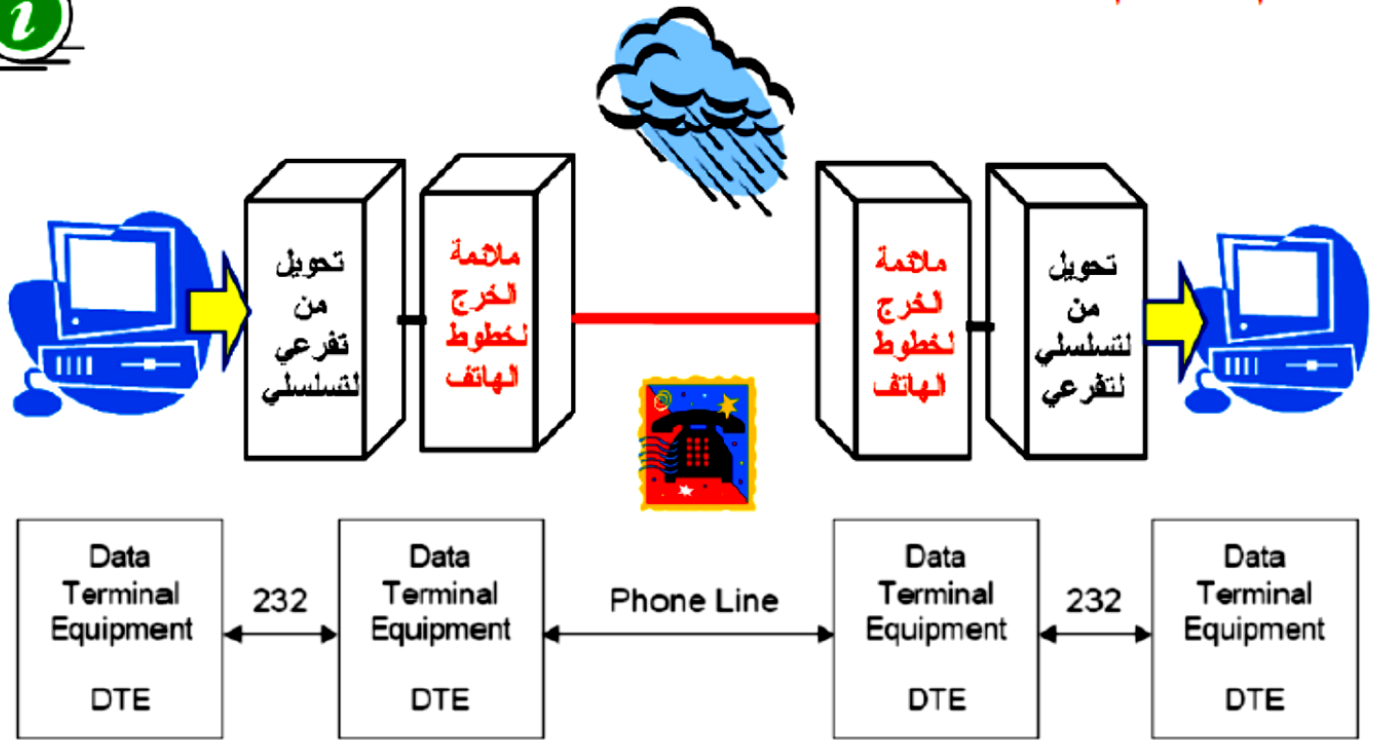 i
تحويل
من
تفرعي
لتسلسلي
ملائمة
الخرج
لخطوط
الهاتف
ملائمة
الخرج
لخطوط
الهاتف
تحويل
من
لتسلسلي
لتفرعي
Data
Terminal
Equipment
DTE
232
Data
Terminal
Equipment
DTE
Phone Line
Data
Terminal
Equipment
DTE
232
Data
Terminal
Equipment
DTE